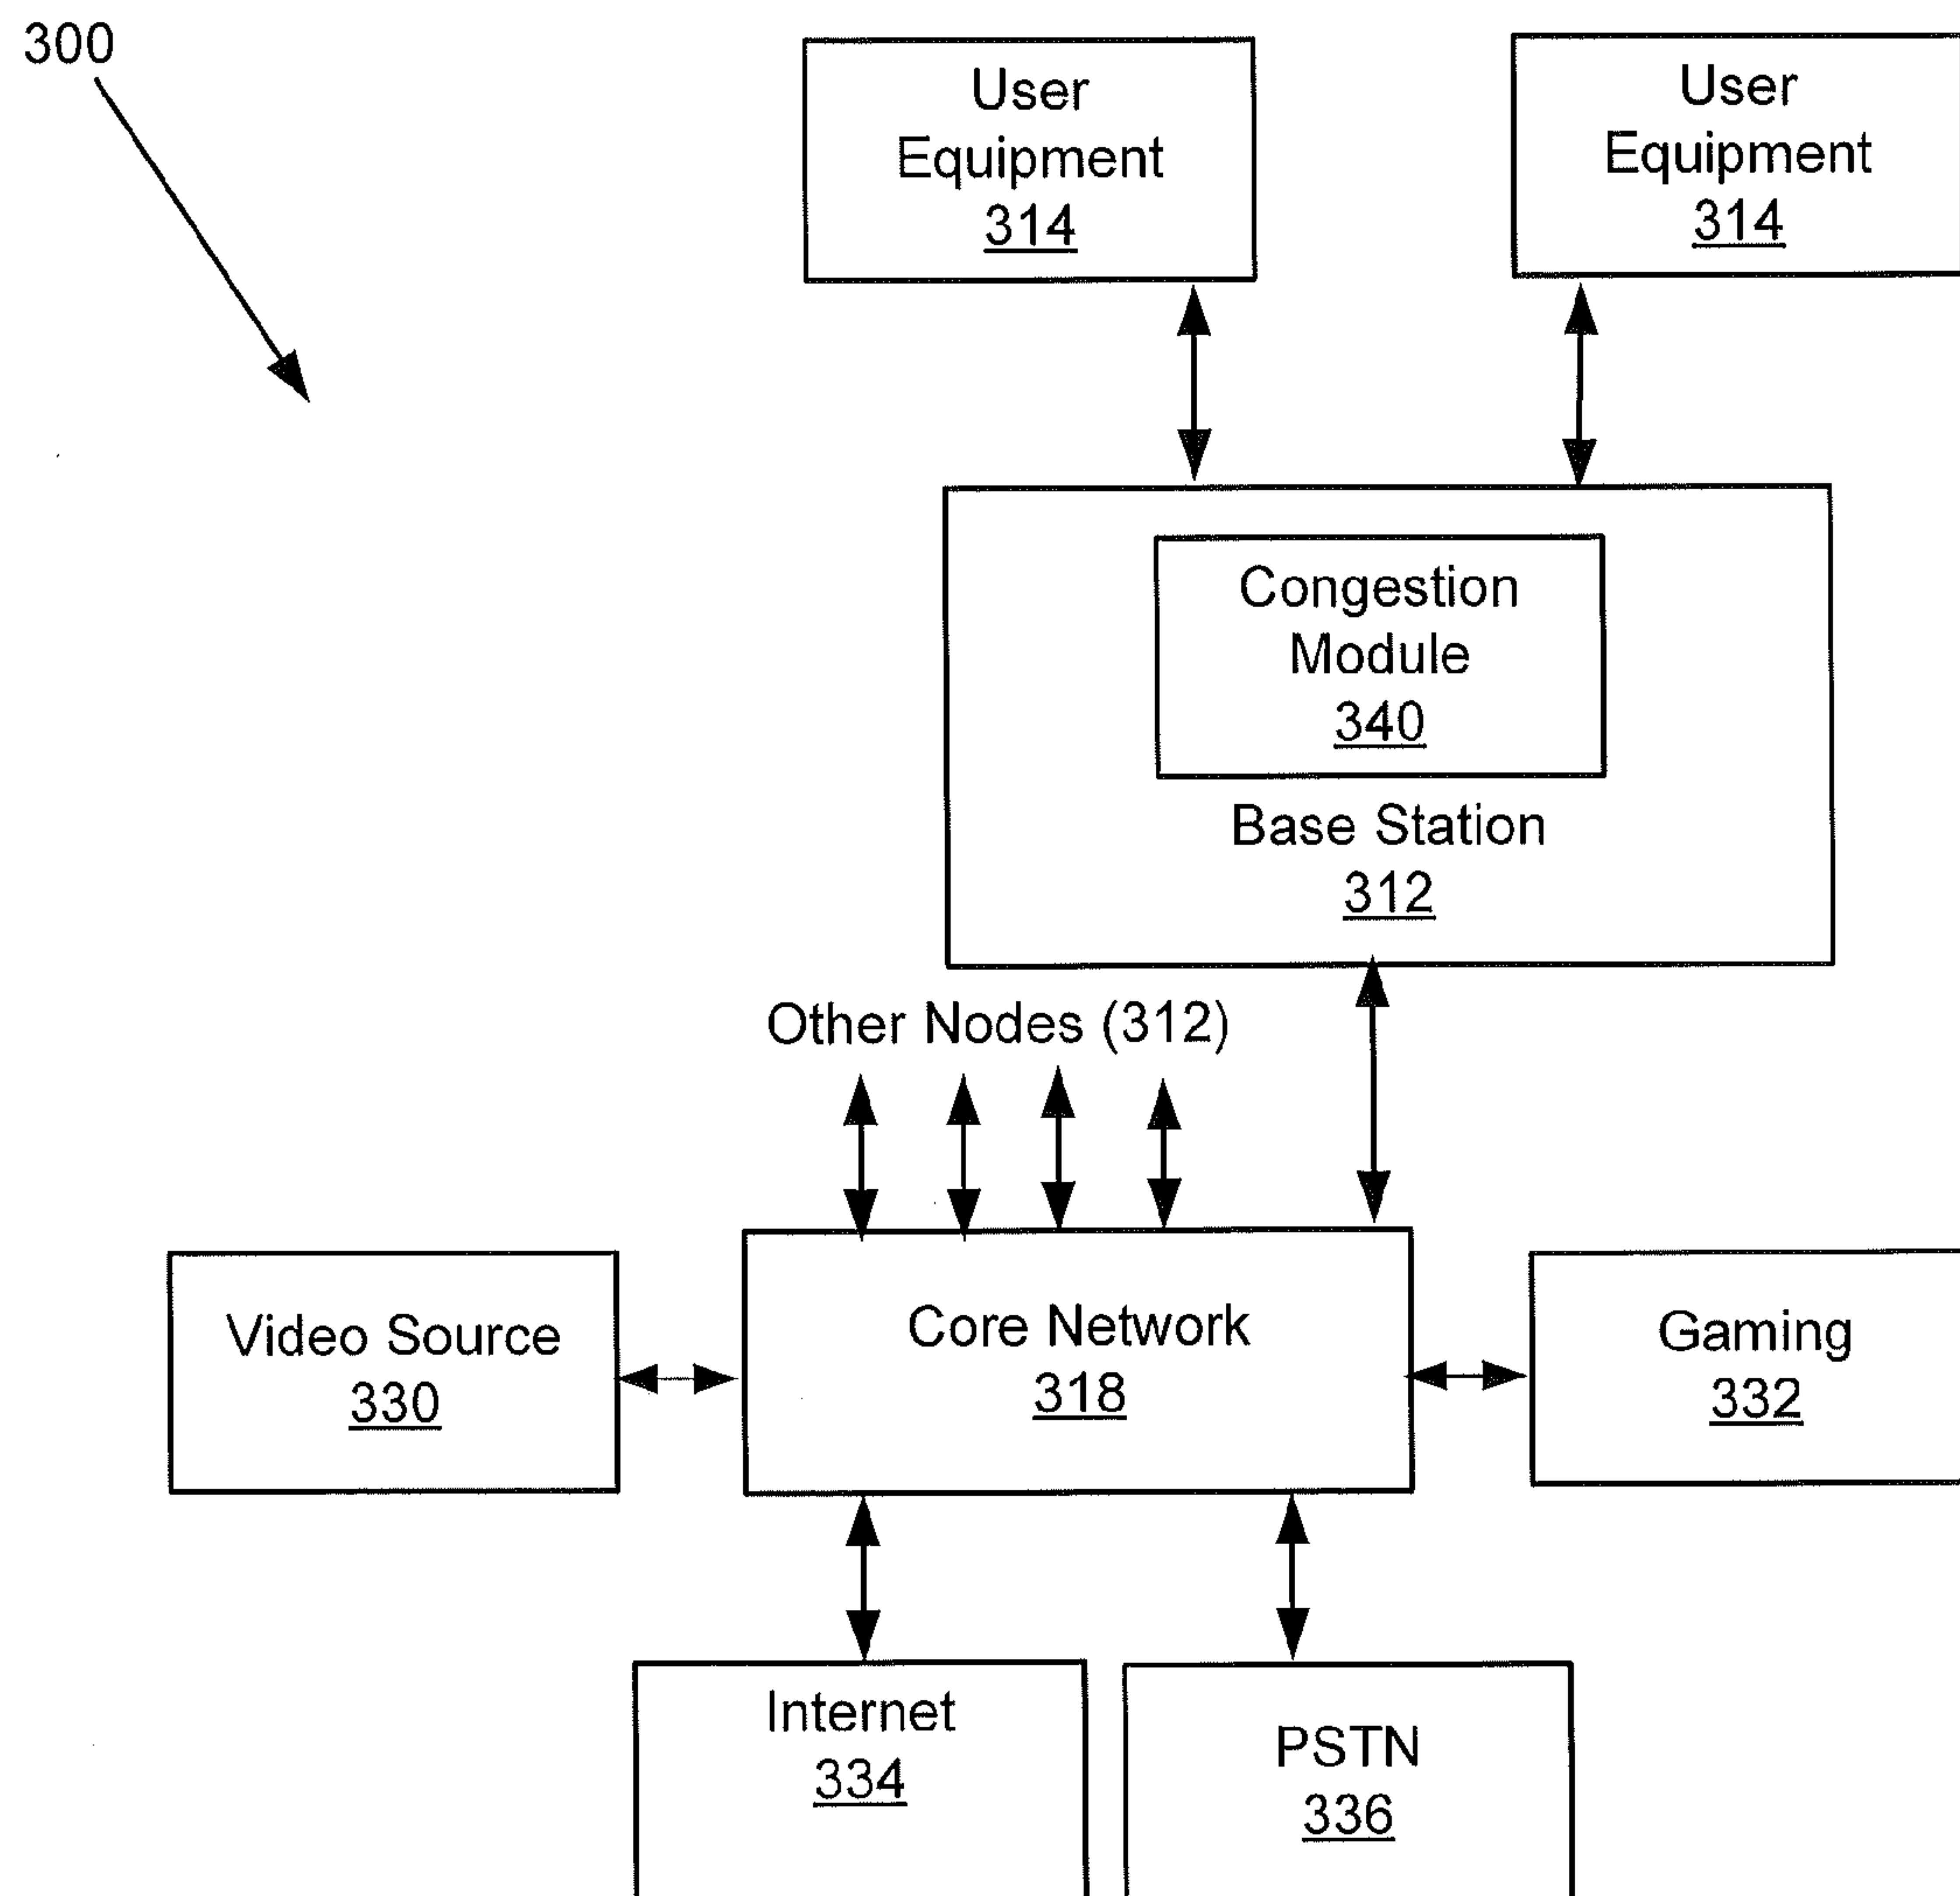 300
User
Equipment
314
User
Equipment
314
Congestion
Module
340
Base Station
312
Other Nodes (312)
Video Source
330
Core Network
318
Gaming
332
Internet
334
PSTN
336